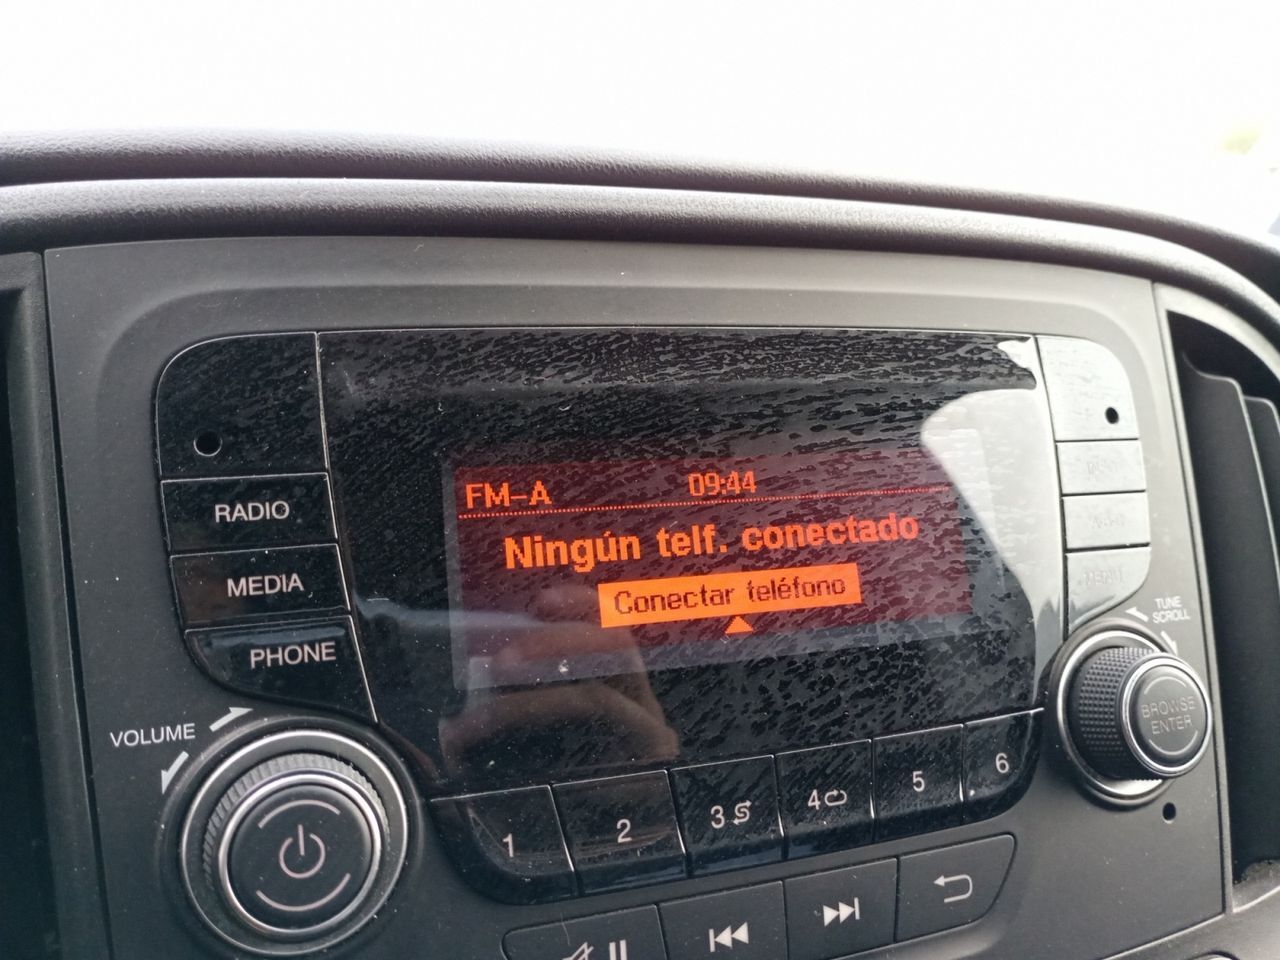 FM-A 09:44
Ningún telf. conectado
Conectar teléfono
RADIO
MEDIA
PHONE
VOLUME
TUNE
SCROLL
BROWSE
ENTER
1 2 3 4 5 6